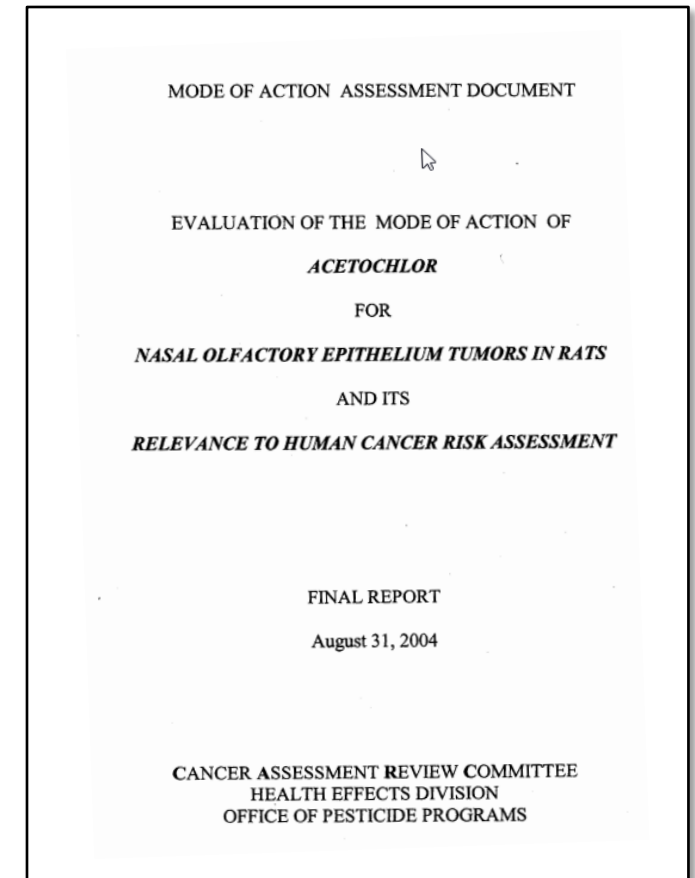 MODE OF ACTION ASSESSMENT DOCUMENT
EVALUATION OF THE MODE OF ACTION OF
ACETOCHLOR
FOR
NASAL OLFACTORY EPITHELIUM TUMORS IN RATS
AND ITS
RELEVANCE TO HUMAN CANCER RISK ASSESSMENT
FINAL REPORT
August 31, 2004
CANCER ASSESSMENT REVIEW COMMITTEE
HEALTH EFFECTS DIVISION
OFFICE OF PESTICIDE PROGRAMS